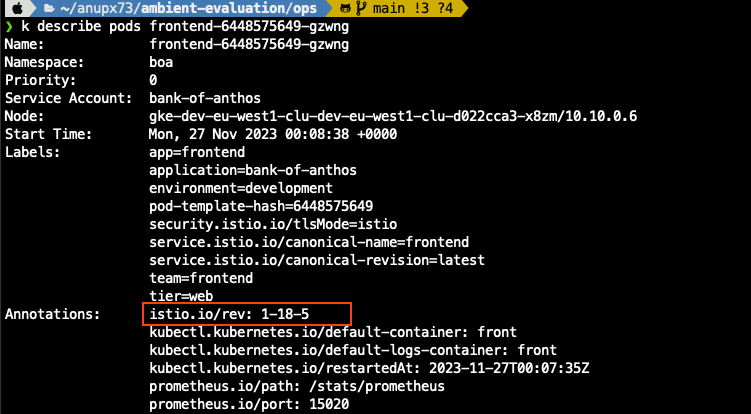 ~/anupx73/ambient-evaluation/ops main !3 ?4
❯ k describe pods frontend-6448575649-gzwng
Name: frontend-6448575649-gzwng
Namespace: boa
Priority: 0
Service Account: bank-of-anthos
Node: gke-dev-eu-west1-clu-dev-eu-west1-clu-d022cca3-x8zm/10.10.0.6
Start Time: Mon, 27 Nov 2023 00:08:38 +0000
Labels: app=frontend
application=bank-of-anthos
environment=development
pod-template-hash=6448575649
security.istio.io/tlsMode=istio
service.istio.io/canonical-name=frontend
service.istio.io/canonical-revision=latest
team=frontend
tier=web
Annotations: istio.io/rev: 1-18-5
kubectl.kubernetes.io/default-container: front
kubectl.kubernetes.io/default-logs-container: front
kubectl.kubernetes.io/restartedAt: 2023-11-27T00:07:35Z
prometheus.io/path: /stats/prometheus
prometheus.io/port: 15020